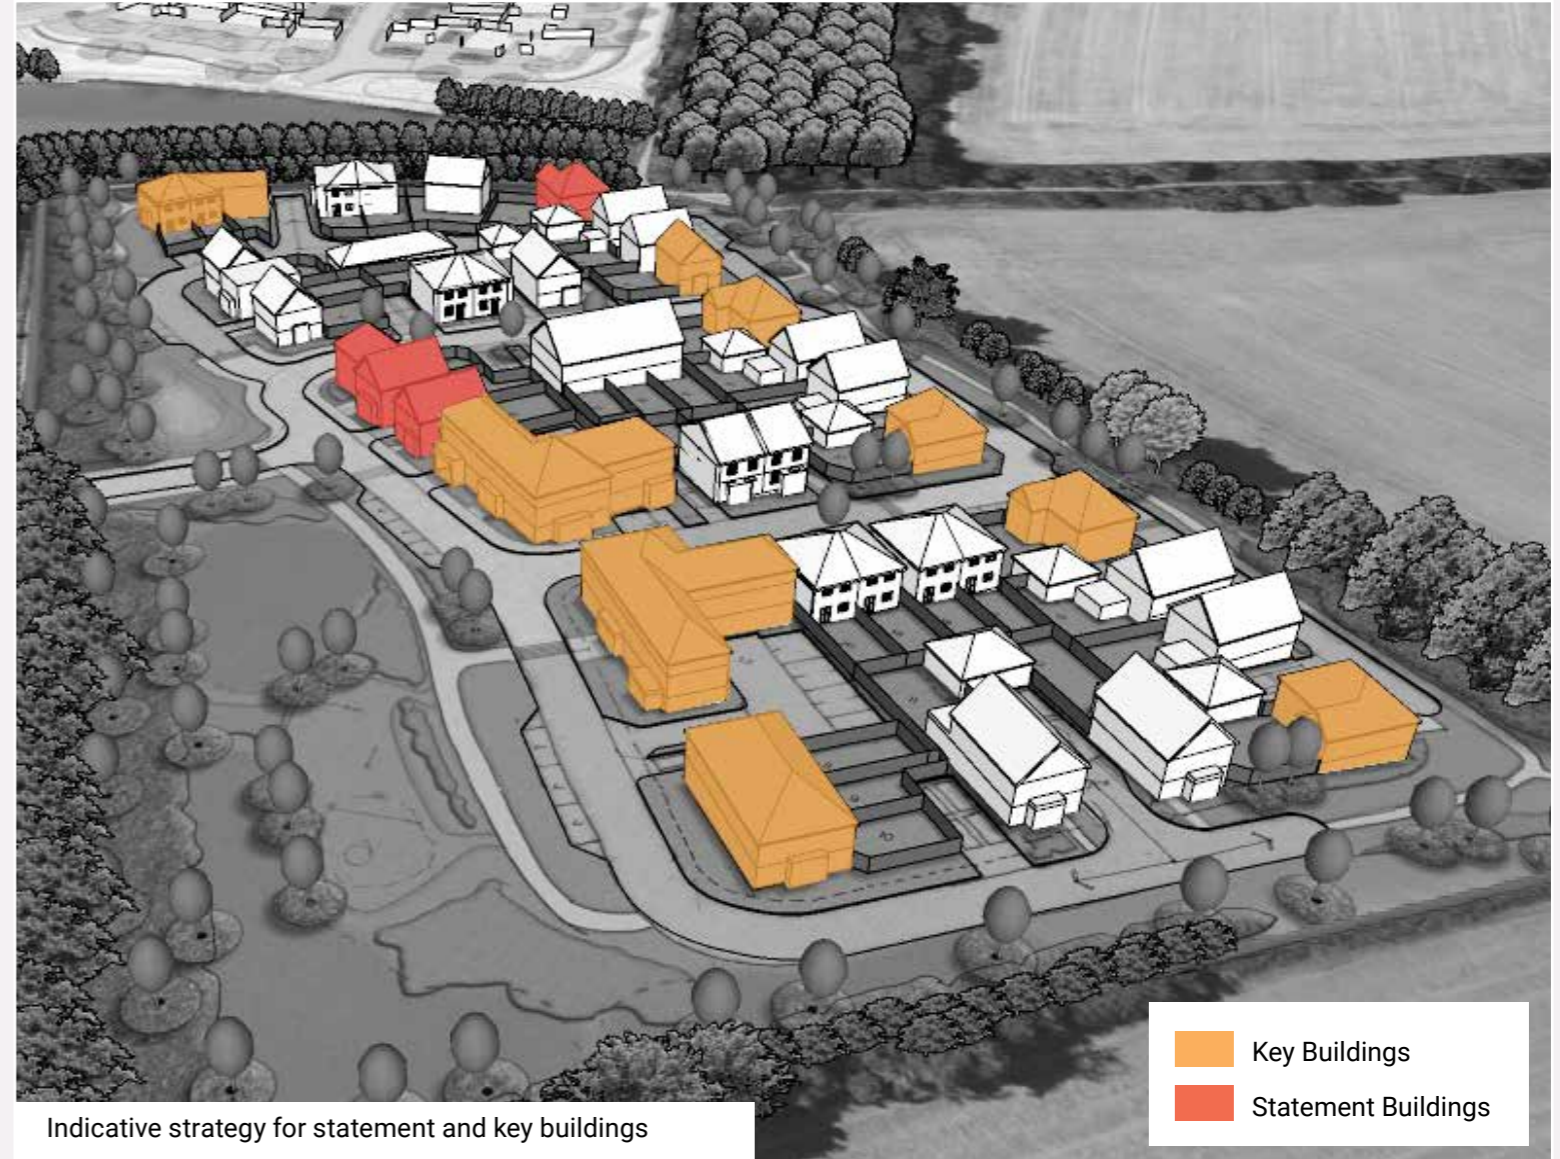 Key Buildings
Statement Buildings
Indicative strategy for statement and key buildings